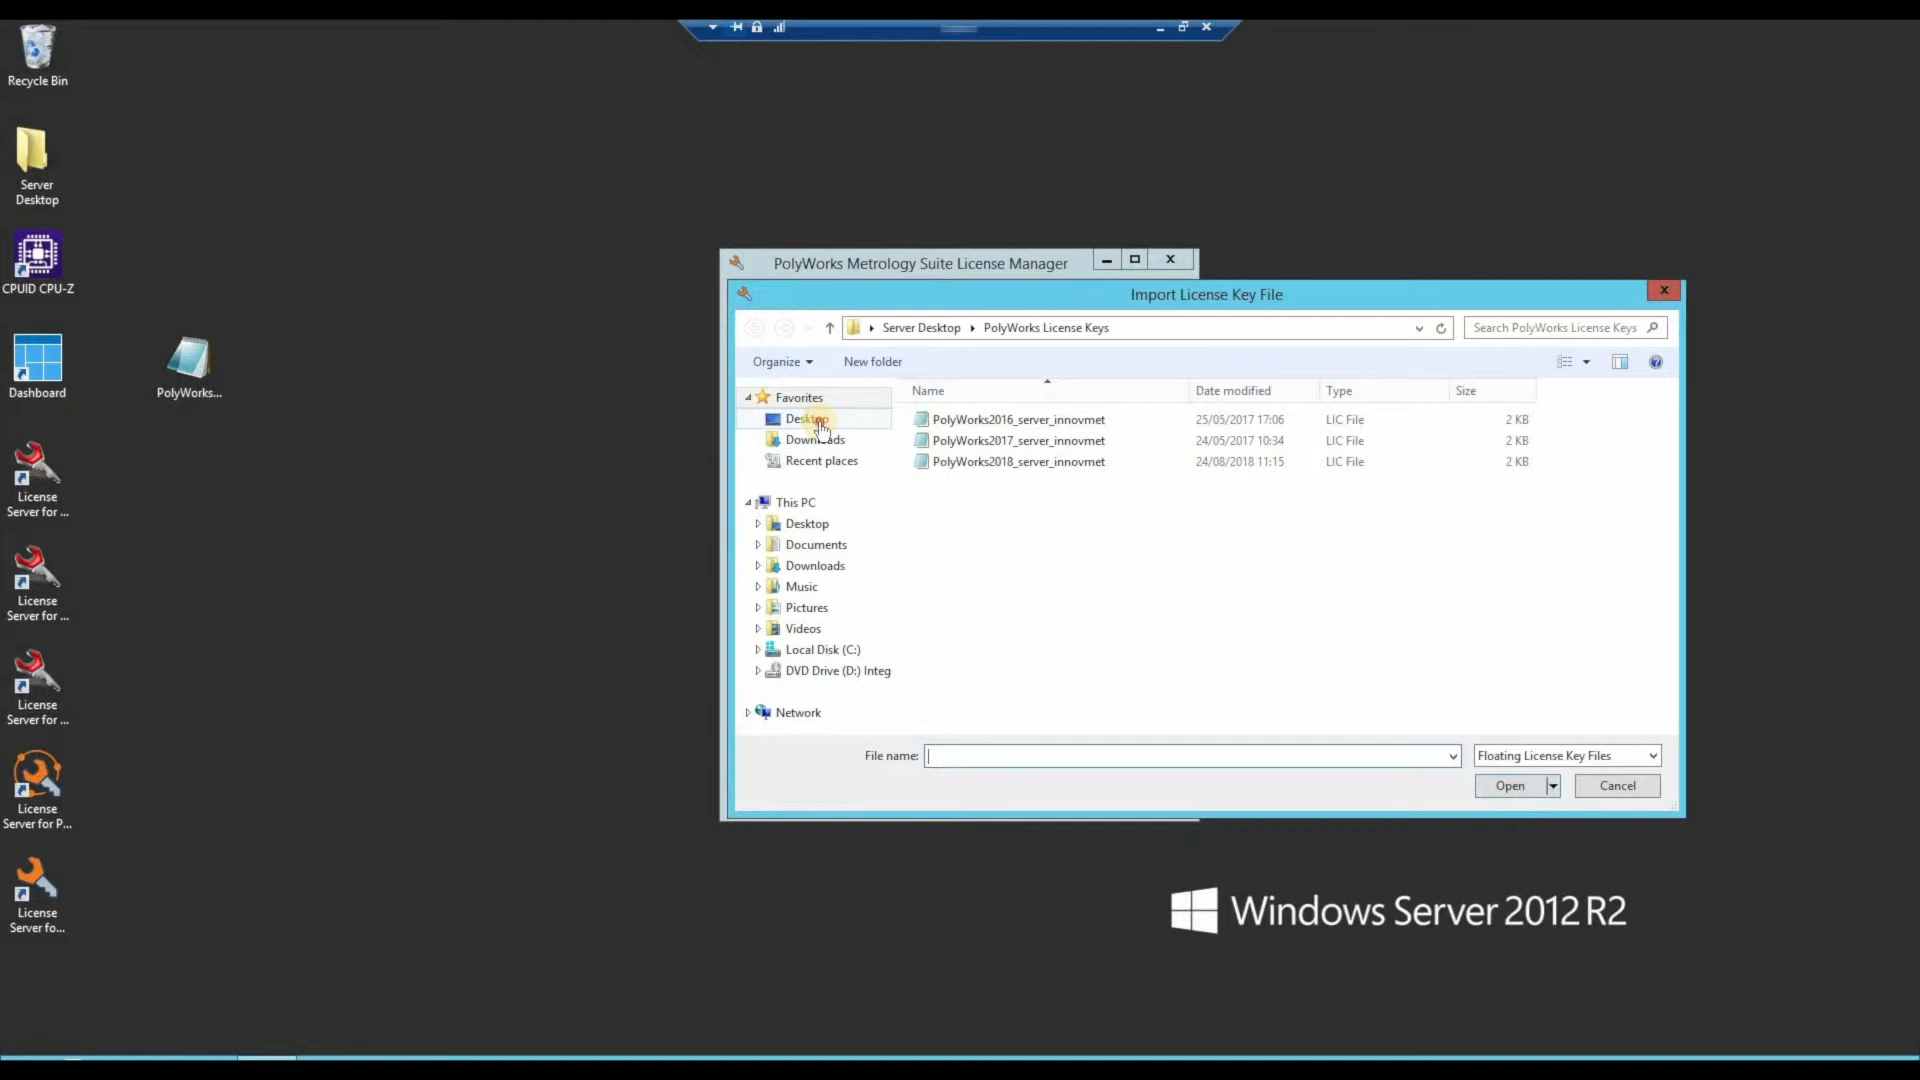 Recycle Bin
Server
Desktop
CPUID CPU-Z
Dashboard
PolyWorks...
License
Server for ...
License
Server for ...
License
Server for ...
License
Server for P...
License
Server fo...
PolyWorks Metrology Suite License Manager
Import License Key File
Server Desktop
PolyWorks License Keys
Search PolyWorks License Keys
Organize
New folder
Favorites
Desktop
Downloads
Recent places
This PC
Desktop
Documents
Downloads
Music
Pictures
Videos
Local Disk (C:)
DVD Drive (D:) Integ
Network
Name Date modified Type Size
PolyWorks2016_server_innovmet 25/05/2017 17:06 LIC File 2 KB
PolyWorks2017_server_innovmet 24/05/2017 10:34 LIC File 2 KB
PolyWorks2018_server_innovmet 24/08/2018 11:15 LIC File 2 KB
File name:
Floating License Key Files
Open
Cancel
Windows Server 2012 R2